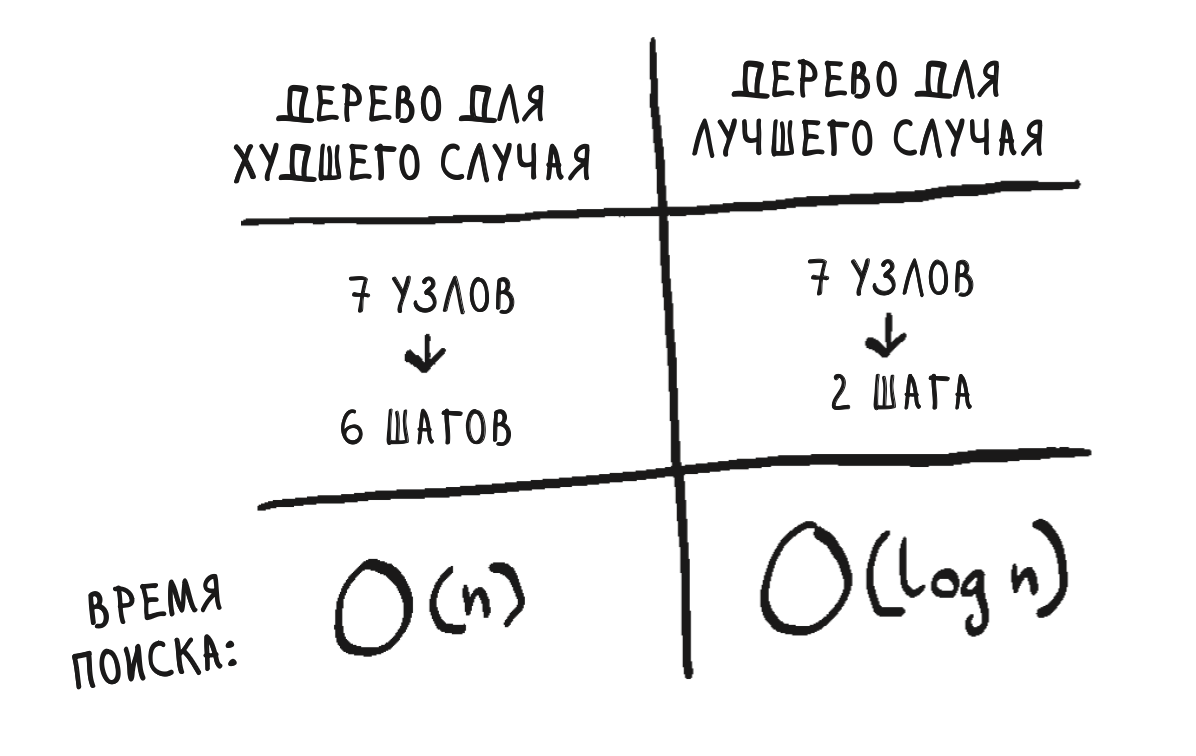 ДЕРЕВО ДЛЯ
ХУДШЕГО СЛУЧАЯ
ДЕРЕВО ДЛЯ
ЛУЧШЕГО СЛУЧАЯ
7 УЗЛОВ
↓
6 ШАГОВ
7 УЗЛОВ
↓
2 ШАГА
ВРЕМЯ
ПОИСКА:
O(n)
O(log n)